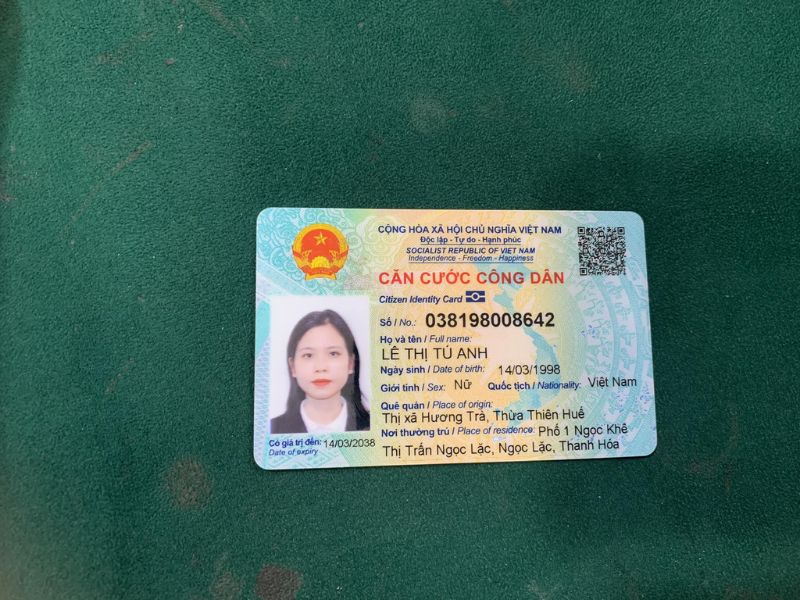 CỘNG HÒA XÃ HỘI CHỦ NGHĨA VIỆT NAM
Độc lập - Tự do - Hạnh phúc
SOCIALIST REPUBLIC OF VIET NAM
Independence - Freedom - Happiness
CĂN CƯỚC CÔNG DÂN
Citizen Identity Card
Số / No.: 038198008642
Họ và tên / Full name:
LÊ THỊ TÚ ANH
Ngày sinh / Date of birth: 14/03/1998
Giới tính / Sex: Nữ Quốc tịch / Nationality: Việt Nam
Quê quán / Place of origin:
Thị xã Hương Trà, Thừa Thiên Huế
Nơi thường trú / Place of residence: Phố 1 Ngọc Khê
Thị Trấn Ngọc Lặc, Ngọc Lặc, Thanh Hóa
Có giá trị đến: 14/03/2038
Date of expiry